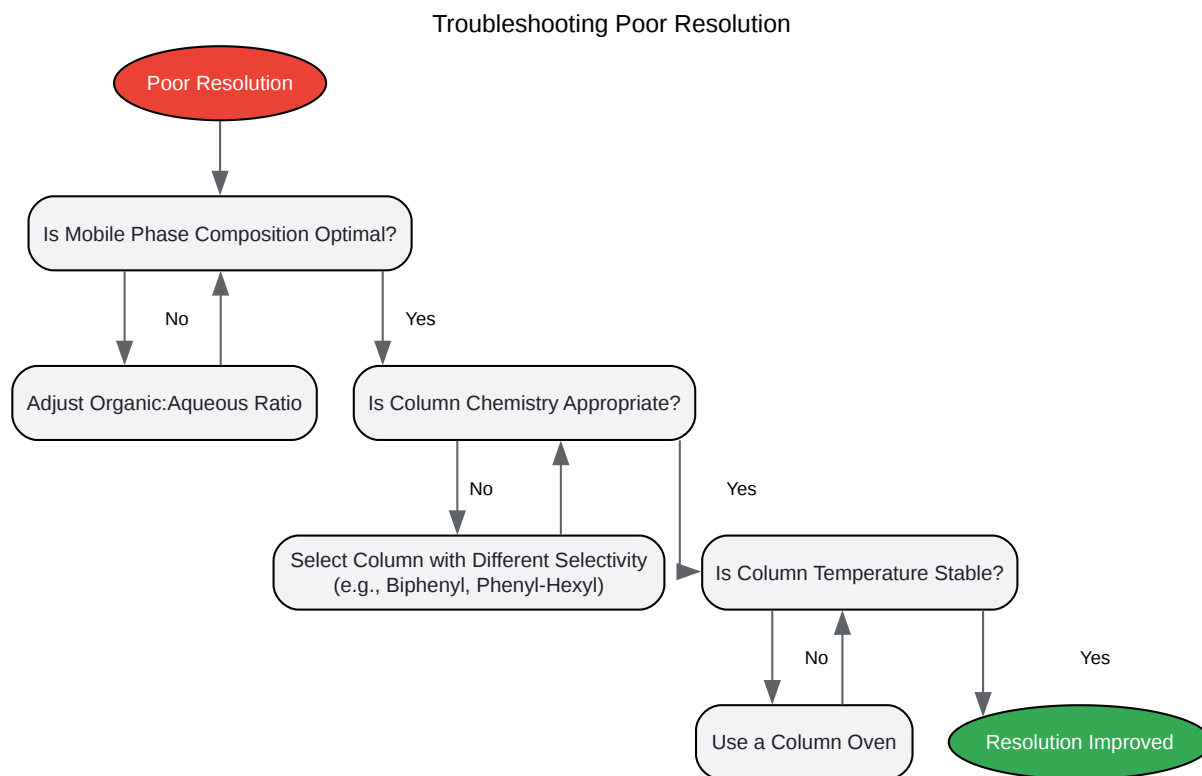 Troubleshooting Poor Resolution
Poor Resolution
Is Mobile Phase Composition Optimal?
No
Yes
Adjust Organic:Aqueous Ratio
Is Column Chemistry Appropriate?
No
Yes
Select Column with Different Selectivity
(e.g., Biphenyl, Phenyl-Hexyl)
Is Column Temperature Stable?
No
Yes
Use a Column Oven
Resolution Improved